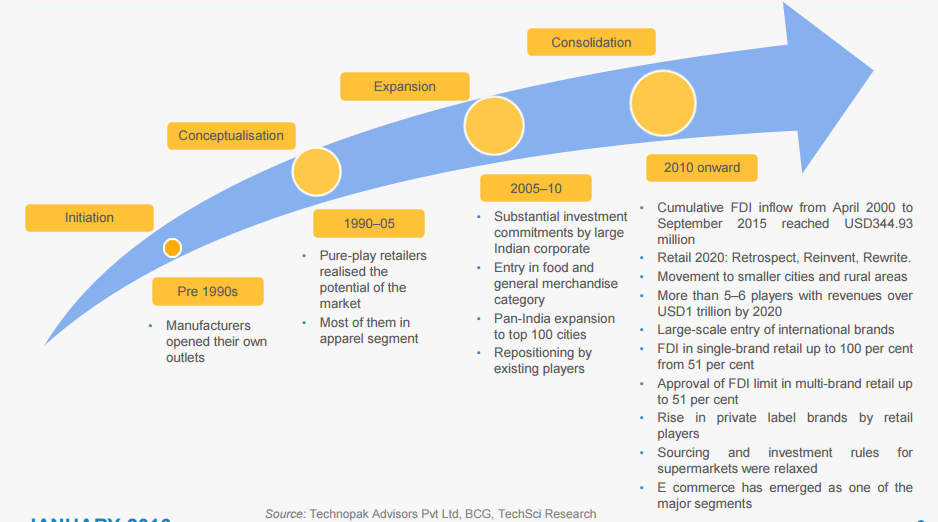 Consolidation
Expansion
Conceptualisation
Initiation
Pre 1990s
• Manufacturers
opened their own
outlets
1990–05
• Pure-play retailers
realised the
potential of the
market
• Most of them in
apparel segment
2005–10
• Substantial investment
commitments by large
Indian corporate
• Entry in food and
general merchandise
category
• Pan-India expansion
to top 100 cities
• Repositioning by
existing players
2010 onward
• Cumulative FDI inflow from April 2000 to
September 2015 reached USD344.93
million
• Retail 2020: Retrospect, Reinvent, Rewrite.
• Movement to smaller cities and rural areas
• More than 5–6 players with revenues over
USD1 trillion by 2020
• Large-scale entry of international brands
• FDI in single-brand retail up to 100 per cent
from 51 per cent
• Approval of FDI limit in multi-brand retail up
to 51 per cent
• Rise in private label brands by retail
players
• Sourcing and investment rules for
supermarkets were relaxed
• E commerce has emerged as one of the
major segments
Source: Technopak Advisors Pvt Ltd, BCG, TechSci Research
JANUARY 2016